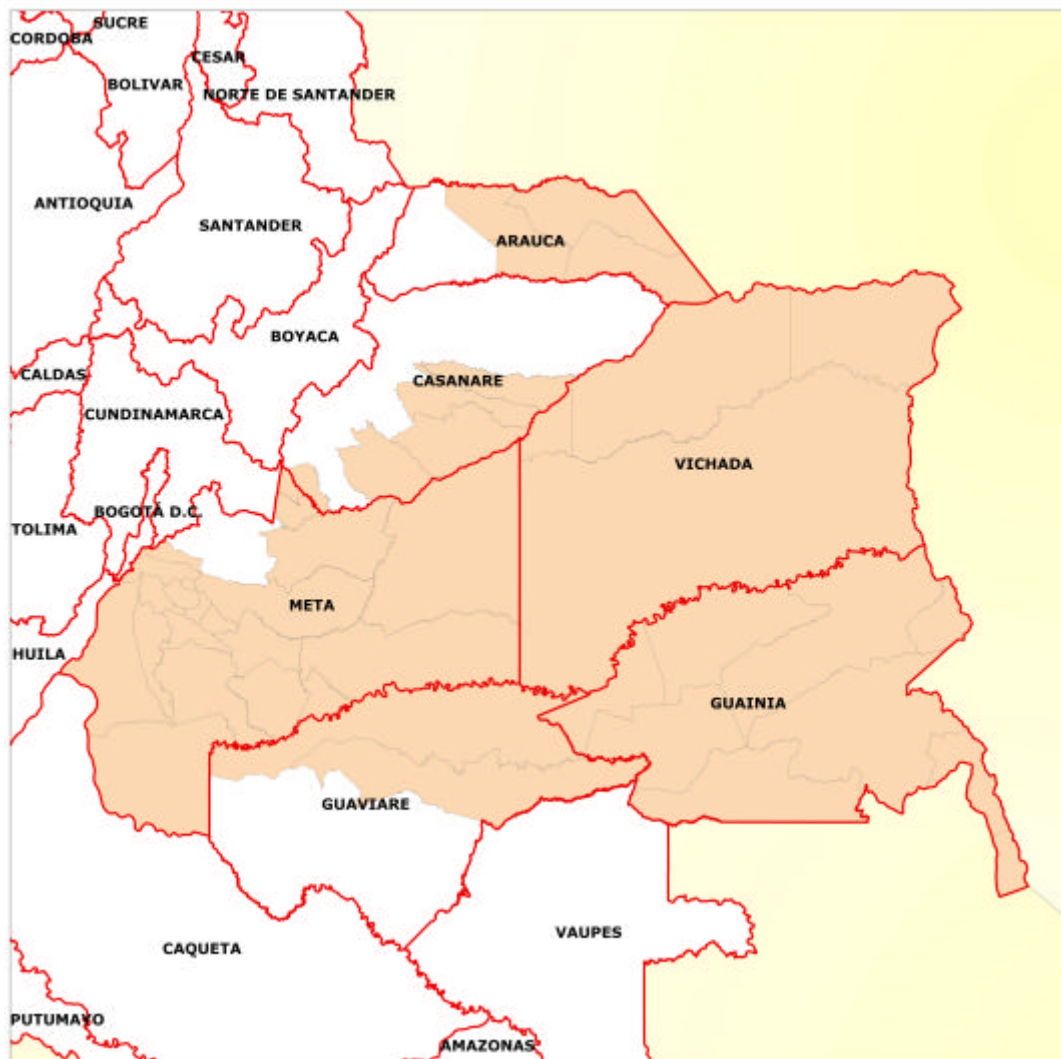 SUCRE
CORDOBA
CESAR
BOLIVAR
NORTE DE SANTANDER
ANTIOQUIA
SANTANDER
ARAUCA
BOYACA
CALDAS
CASANARE
CUNDINAMARCA
VICHADA
BOGOTÁ D.C.
TOLIMA
META
HUILA
GUAINIA
GUAVIARE
VAUPES
CAQUETA
PUTUMAYO
AMAZONAS